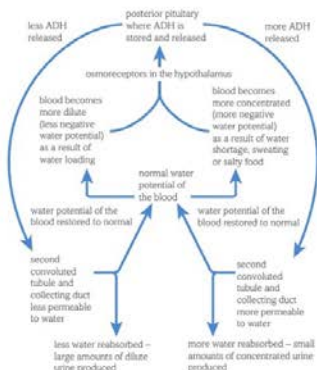 less ADH
released
posterior pituitary
where ADH is
stored and released
more ADH
released
osmoreceptors in the hypothalamus
blood becomes
more dilute
(less negative
water potential)
as a result of
water loading
blood becomes
more concentrated
(more negative
water potential)
as a result of water
shortage, sweating
or salty food
normal water
potential of
the blood
water potential of the
blood restored to normal
water potential of the
blood restored to normal
second
convoluted
tubule and
collecting duct
less permeable
to water
second
convoluted
tubule and
collecting duct
more permeable
to water
less water reabsorbed –
large amounts of dilute
urine produced
more water reabsorbed – small
amounts of concentrated urine
produced